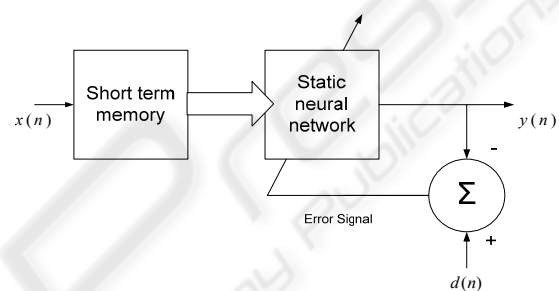 Short term
memory
Static
neural
network
x(n)
y(n)
-
Σ
Error Signal
+
d(n)